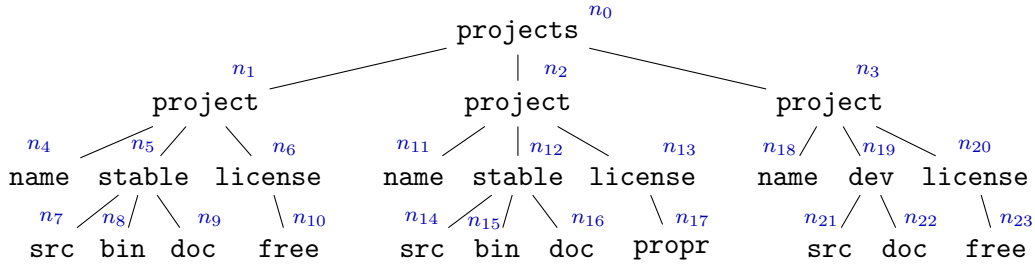 n0
projects
n1 n2 n3
project project project
n4 n5 n6 n11 n12 n13 n18 n19 n20
name stable license name stable license name dev license
n7 n8 n9 n10 n14 n15 n16 n17 n21 n22 n23
src bin doc free src bin doc propr src doc free